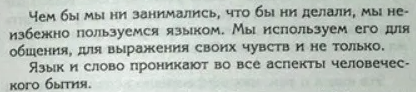 Чем бы мы ни занимались, что бы ни делали, мы не-
избежно пользуемся языком. Мы используем его для
общения, для выражения своих чувств и не только.
Язык и слово проникают во все аспекты человечес-
кого бытия.